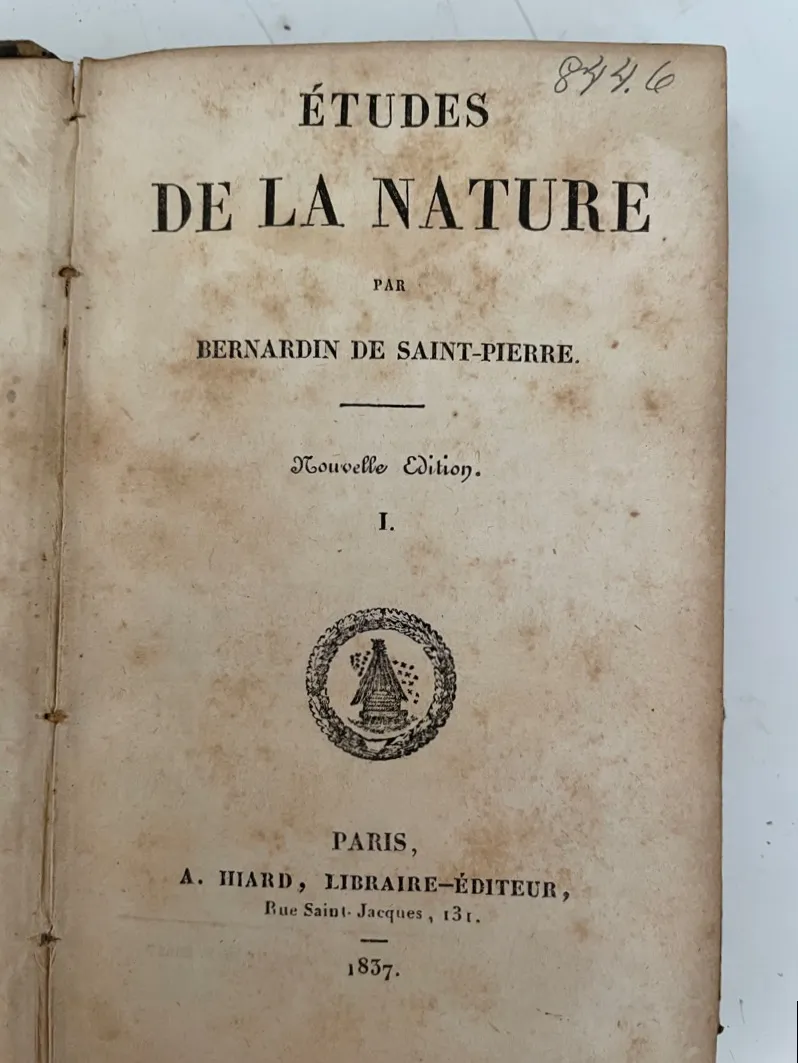 844.6
ÉTUDES
DE LA NATURE
PAR
BERNARDIN DE SAINT-PIERRE.
Nouvelle Edition.
I.
PARIS,
A. HIARD, LIBRAIRE-ÉDITEUR,
Rue Saint-Jacques, 131.
1837.